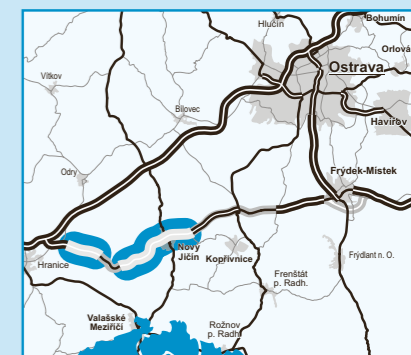 Bohumín
Hlučín
Orlová
Ostrava
Vítkov
Bílovec
Havířov
Odry
Frýdek-Místek
Nový
Jičín
Kopřivnice
Frýdlant n. O.
Hranice
Frenštát
p. Radh.
Valašské
Meziříčí
Rožnov
p. Radh.